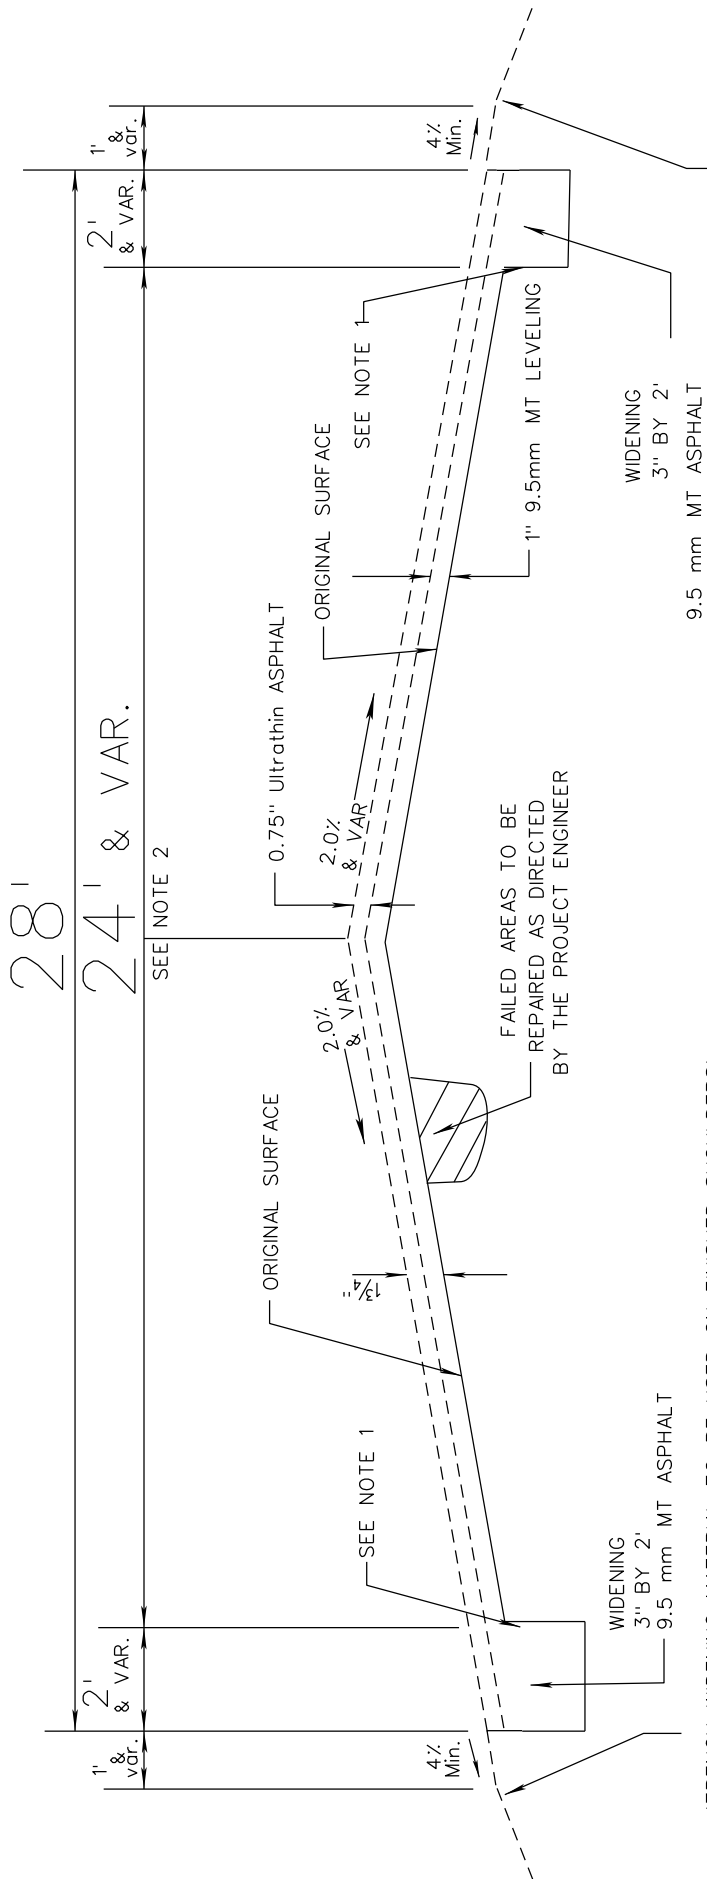 28'
24' & VAR.
SEE NOTE 2
1'
&
var.
2'
& VAR.
2'
& VAR.
1'
&
var.
4%
Min.
4%
Min.
SEE NOTE 1
ORIGINAL SURFACE
1¾"
2.0%
& VAR
2.0%
& VAR
0.75" Ultrathin ASPHALT
ORIGINAL SURFACE
SEE NOTE 1
1" 9.5mm MT LEVELING
FAILED AREAS TO BE
REPAIRED AS DIRECTED
BY THE PROJECT ENGINEER
WIDENING
3" BY 2'
9.5 mm MT ASPHALT
WIDENING
3" BY 2'
9.5 mm MT ASPHALT